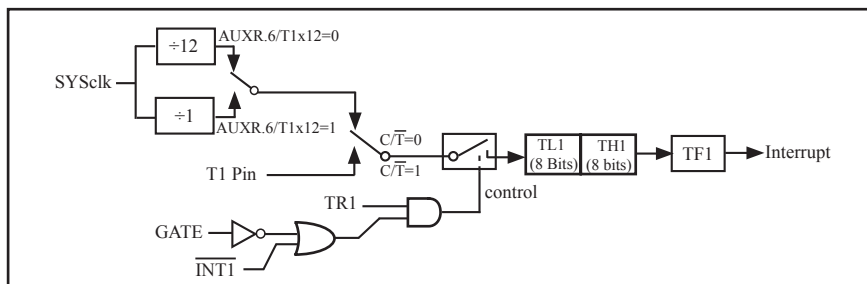 ÷12
AUXR.6/T1x12=0
SYSclk
÷1
AUXR.6/T1x12=1
C/T̅=0
C/T̅=1
T1 Pin
TL1
(8 Bits)
TH1
(8 bits)
TF1
Interrupt
control
TR1
GATE
I̅N̅T̅1̅